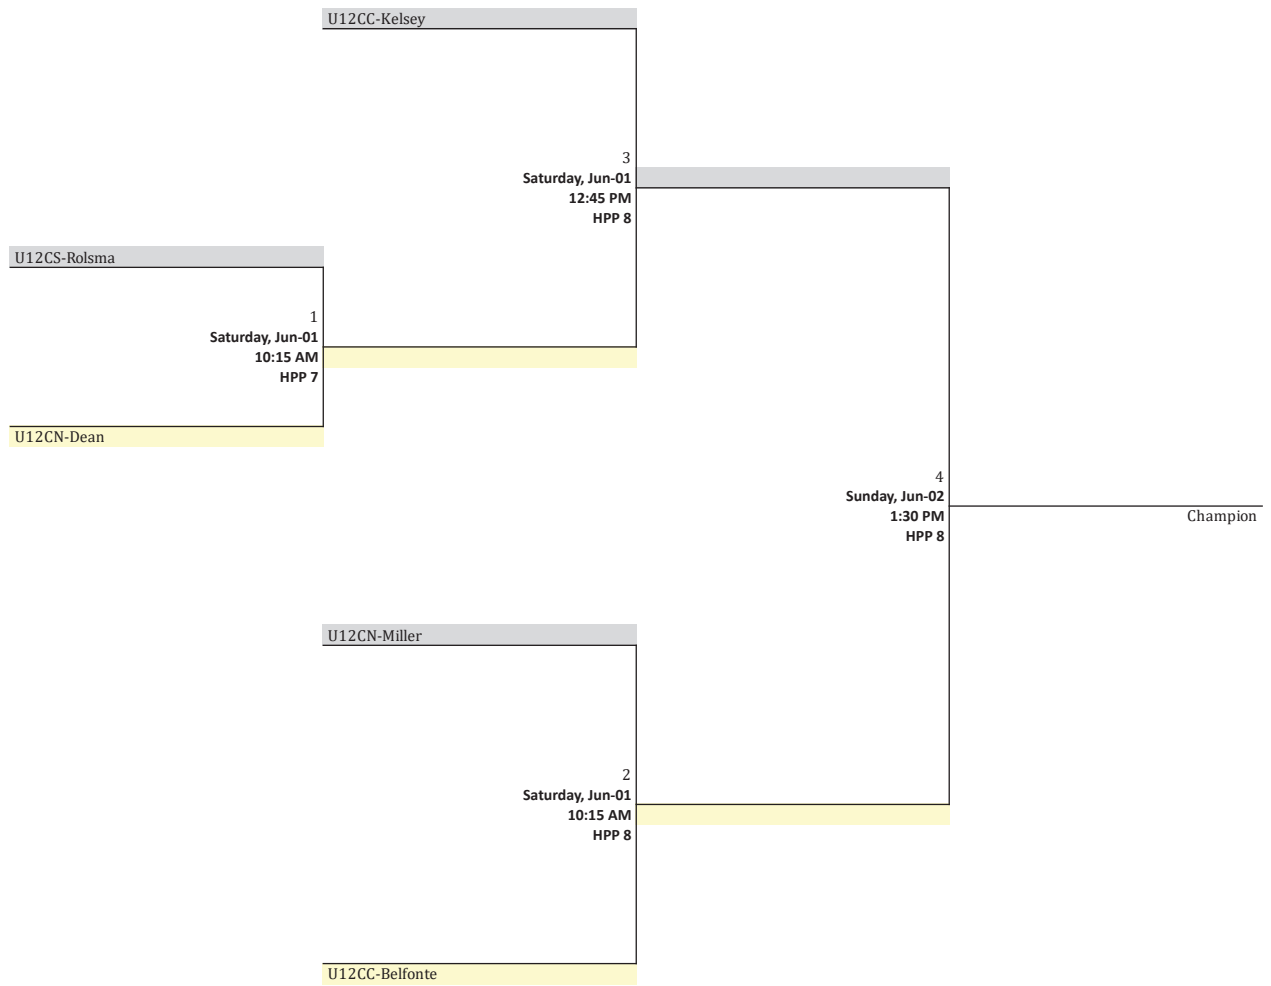 U12CC-Kelsey
3
Saturday, Jun-01
12:45 PM
HPP 8
U12CS-Rolsma
1
Saturday, Jun-01
10:15 AM
HPP 7
U12CN-Dean
4
Sunday, Jun-02
1:30 PM
HPP 8
Champion
U12CN-Miller
2
Saturday, Jun-01
10:15 AM
HPP 8
U12CC-Belfonte